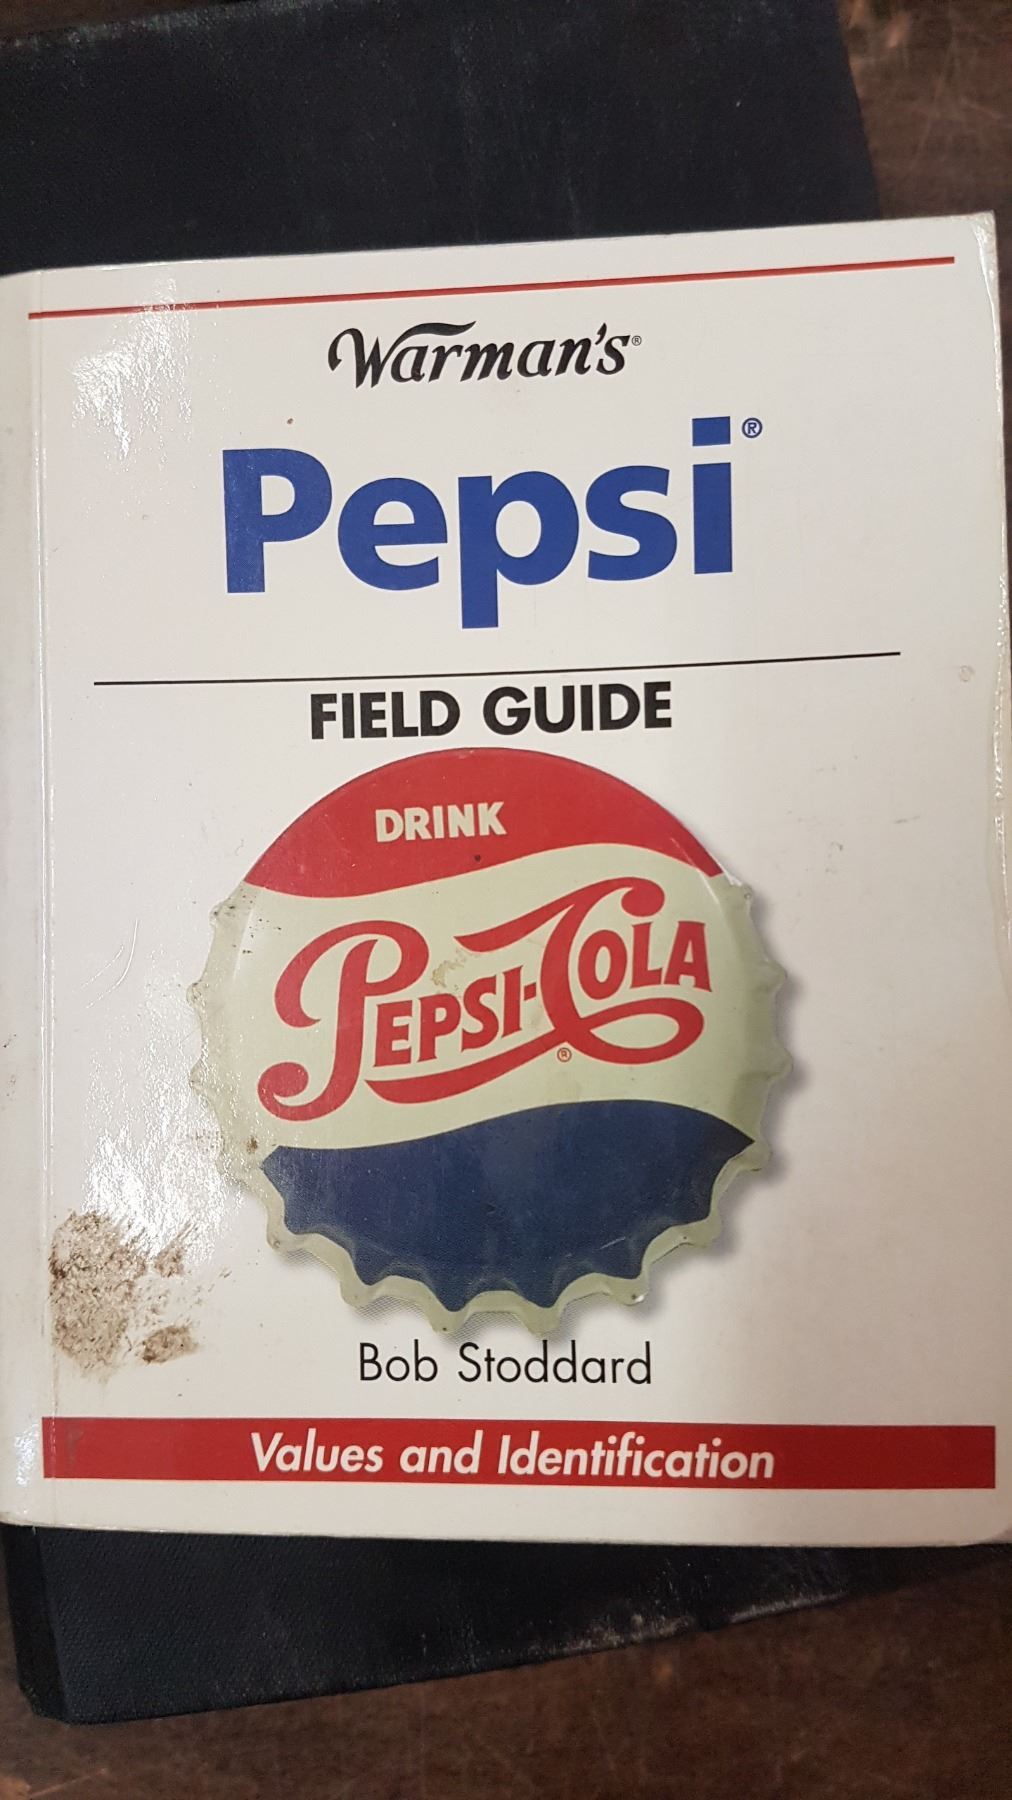 Warman's®
Pepsi®
FIELD GUIDE
DRINK
PEPSI-COLA
®
Bob Stoddard
Values and Identification